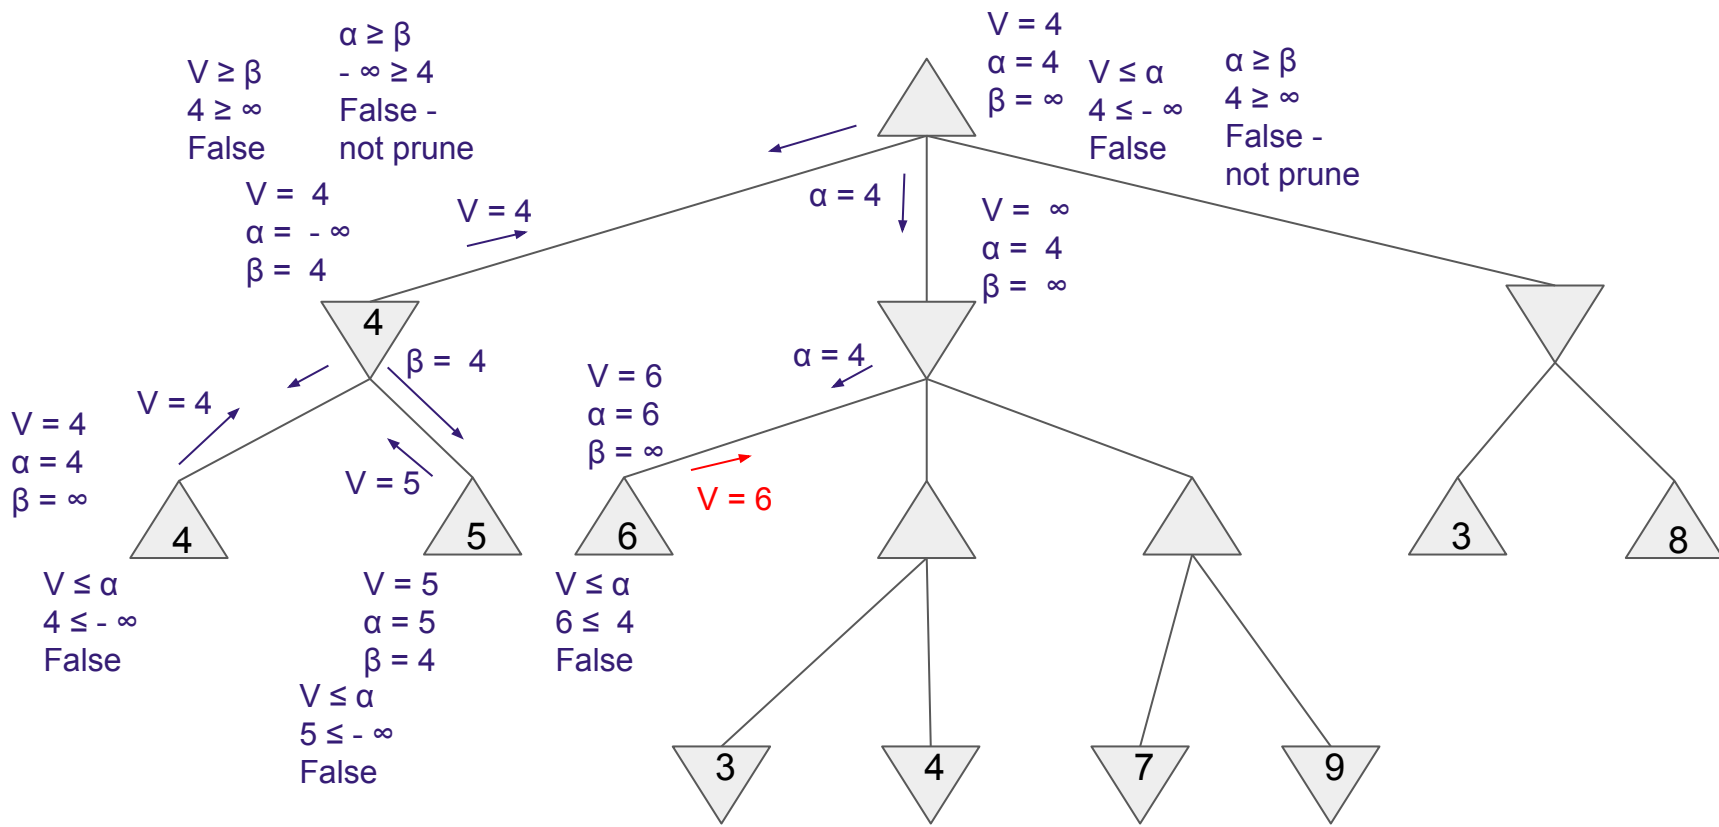 V ≥ β
4 ≥ ∞
False
α ≥ β
- ∞ ≥ 4
False -
not prune
V = 4
α = 4
β = ∞
V ≤ α
4 ≤ - ∞
False
α ≥ β
4 ≥ ∞
False -
not prune
V = 4
α = - ∞
β = 4
V = 4
α = 4
V = ∞
α = 4
β = ∞
4
β = 4
α = 4
V = 4
α = 4
β = ∞
V = 4
V = 5
V = 6
α = 6
β = ∞
V = 6
4
5
6
3
8
V ≤ α
4 ≤ - ∞
False
V = 5
α = 5
β = 4
V ≤ α
5 ≤ - ∞
False
V ≤ α
6 ≤ 4
False
3
4
7
9